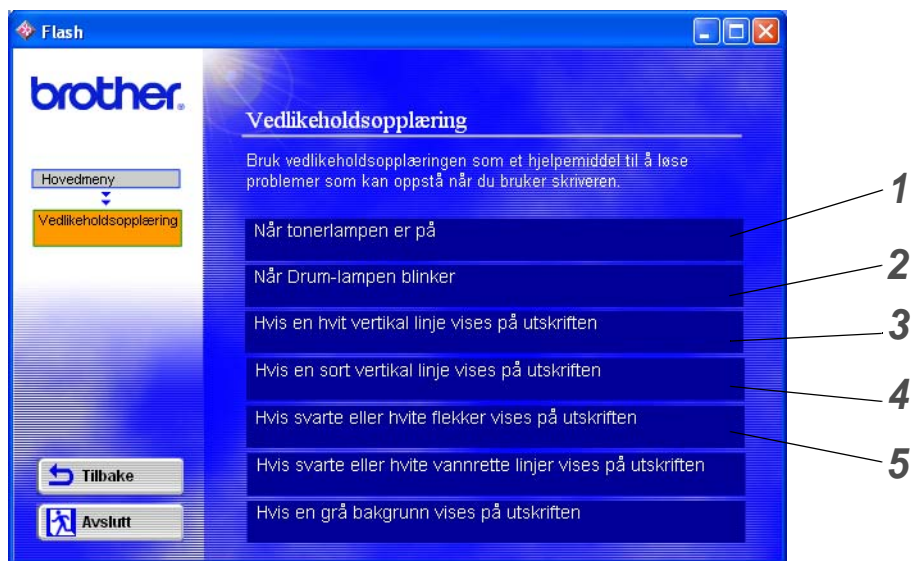 Flash
brother.
Vedlikeholdsopplæring
Bruk vedlikeholdsopplæringen som et hjelpemiddel til å løse
problemer som kan oppstå når du bruker skriveren.
Hovedmeny
Vedlikeholdsopplæring
Når tonerlampen er på
Når Drum-lampen blinker
Hvis en hvit vertikal linje vises på utskriften
Hvis en sort vertikal linje vises på utskriften
Hvis svarte eller hvite flekker vises på utskriften
Hvis svarte eller hvite vannrette linjer vises på utskriften
Hvis en grå bakgrunn vises på utskriften
Tilbake
Avslutt
1
2
3
4
5